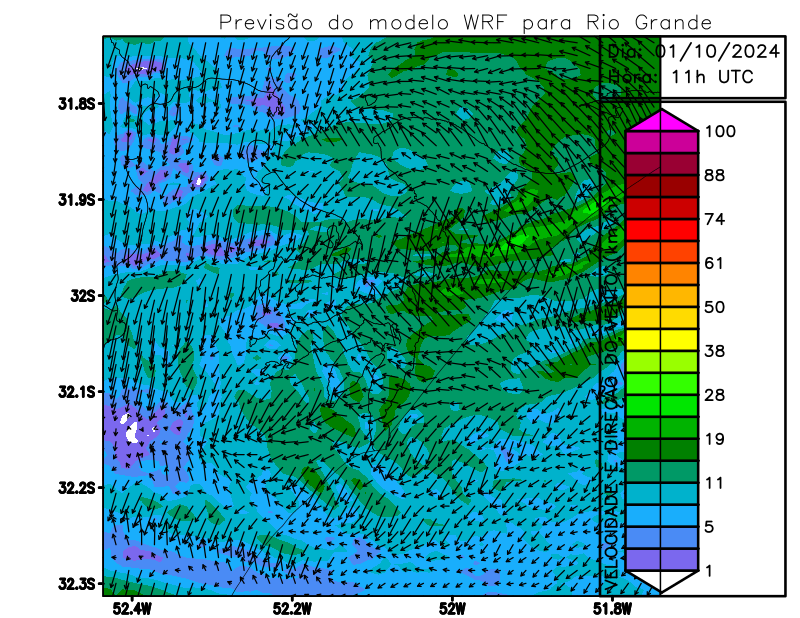 Previsão do modelo WRF para Rio Grande
Dia: 01/10/2024
Hora: 11h UTC
31.8S
31.9S
32S
32.1S
32.2S
32.3S
52.4W
52.2W
52W
51.8W
VELOCIDADE E DIREÇÃO DO VENTO (km/h)
100
88
74
61
50
38
28
19
11
5
1